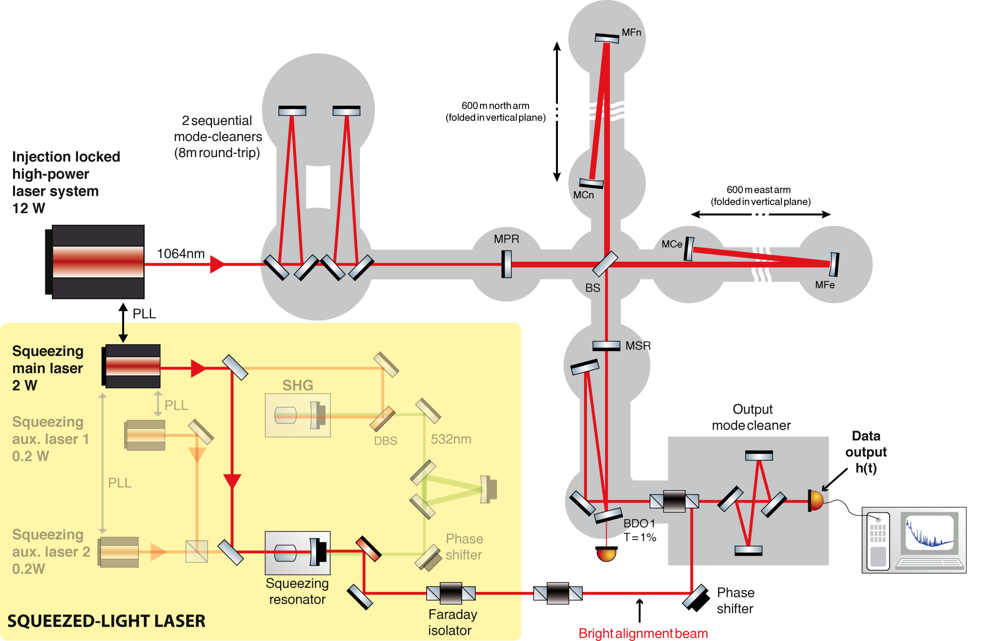 MFn
600 m north arm
(folded in vertical plane)
2 sequential
mode-cleaners
(8m round-trip)
Injection locked
high-power
laser system
12 W
MCn
600 m east arm
(folded in vertical plane)
1064nm
MPR
MCe
BS
MFe
PLL
MSR
Squeezing
main laser
2 W
SHG
PLL
Squeezing
aux. laser 1
0.2 W
DBS
532nm
PLL
Output
mode cleaner
Data
output
h(t)
BDO1
T = 1%
Squeezing
aux. laser 2
0.2W
Phase
shifter
Squeezing
resonator
Faraday
isolator
Phase
shifter
SQUEEZED-LIGHT LASER
Bright alignment beam